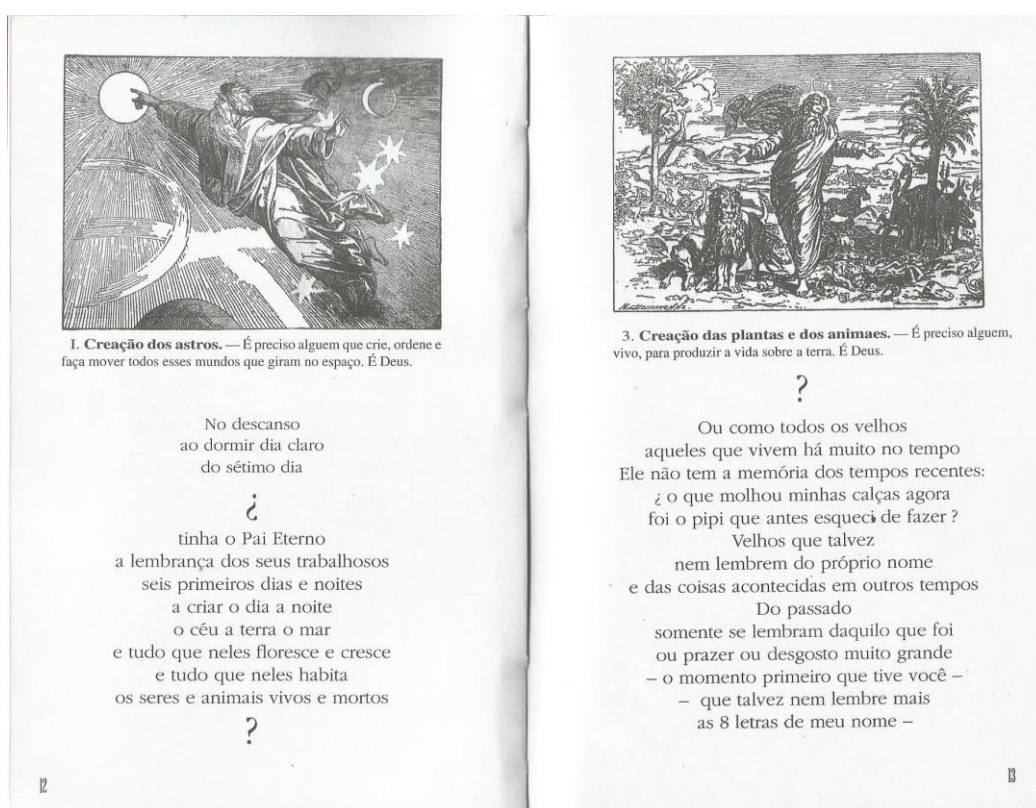 I. Creação dos astros. — É preciso alguem que crie, ordene e
faça mover todos esses mundos que giram no espaço. É Deus.
No descanso
ao dormir dia claro
do sétimo dia
¿
tinha o Pai Eterno
a lembrança dos seus trabalhosos
seis primeiros dias e noites
a criar o dia a noite
o céu a terra o mar
e tudo que neles floresce e cresce
e tudo que neles habita
os seres e animais vivos e mortos
?
12
3. Creação das plantas e dos animaes. — É preciso alguem,
vivo, para produzir a vida sobre a terra. É Deus.
?
Ou como todos os velhos
aqueles que vivem há muito no tempo
Ele não tem a memória dos tempos recentes:
¿ o que molhou minhas calças agora
foi o pipi que antes esqueci de fazer ?
Velhos que talvez
nem lembrem do próprio nome
e das coisas acontecidas em outros tempos
Do passado
somente se lembram daquilo que foi
ou prazer ou desgosto muito grande
– o momento primeiro que tive você –
– que talvez nem lembre mais
as 8 letras de meu nome –
13